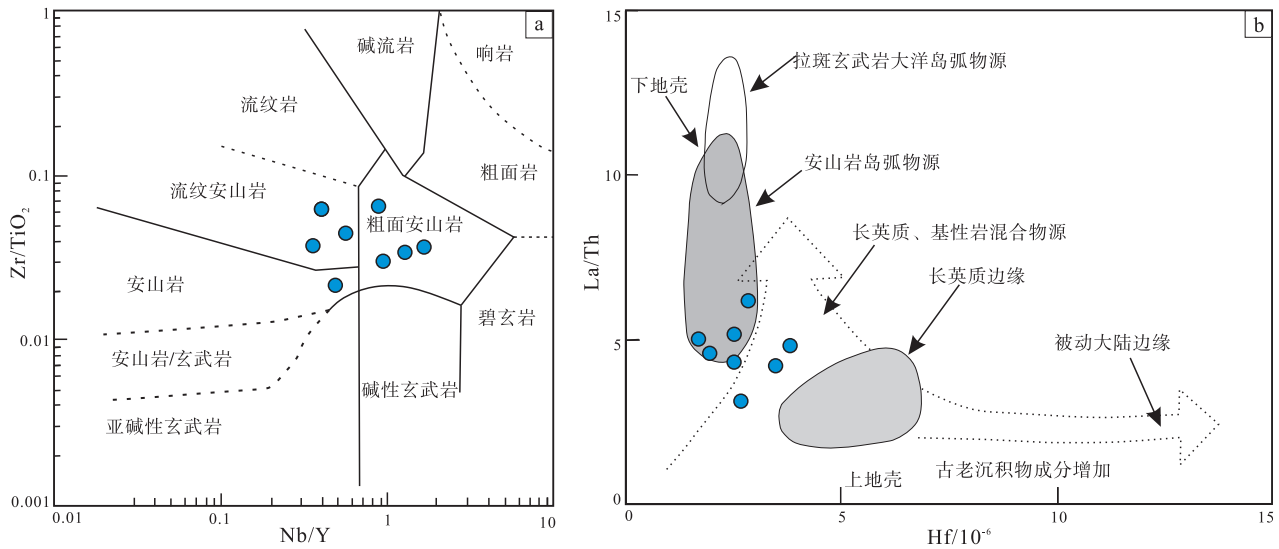 a
1
0.1
0.01
0.001
Zr/TiO₂
碱流岩
响岩
流纹岩
粗面岩
流纹安山岩
粗面安山岩
安山岩
碧玄岩
安山岩/玄武岩
碱性玄武岩
亚碱性玄武岩
0.01
0.1
1
10
Nb/Y
b
15
10
5
0
La/Th
拉斑玄武岩大洋岛弧物源
下地壳
安山岩岛弧物源
长英质、基性岩混合物源
长英质边缘
被动大陆边缘
上地壳
古老沉积物成分增加
0
5
10
15
Hf/10⁻⁶